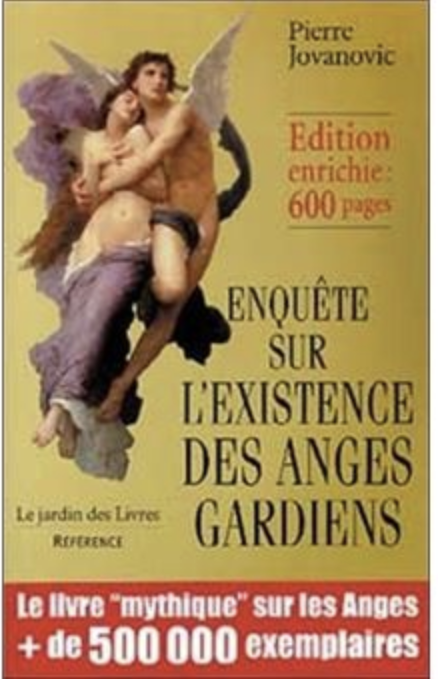 Pierre
Jovanovic
Edition
enrichie :
600 pages
ENQUÊTE
SUR
L'EXISTENCE
DES ANGES
GARDIENS
Le jardin des Livres
RÉFÉRENCE
Le livre "mythique" sur les Anges
+ de 500 000 exemplaires